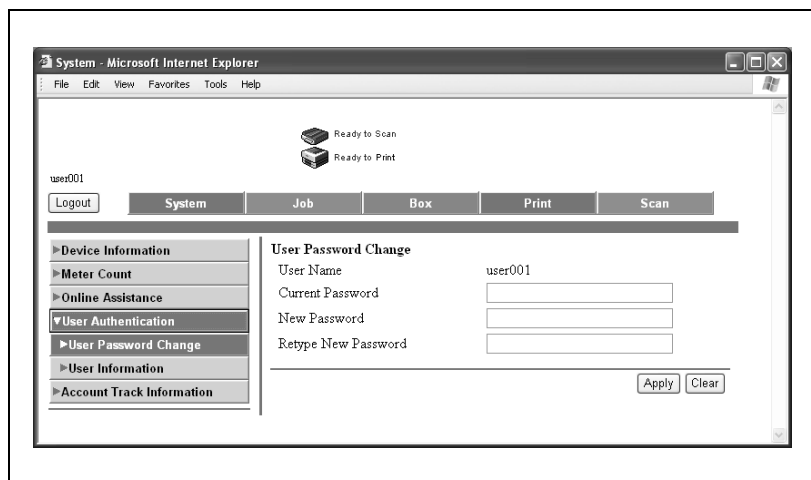 System - Microsoft Internet Explorer
File Edit View Favorites Tools Help
Ready to Scan
Ready to Print
user001
Logout System Job Box Print Scan
Device Information
Meter Count
Online Assistance
User Authentication
User Password Change
User Information
Account Track Information
User Password Change
User Name user001
Current Password
New Password
Retype New Password
Apply Clear